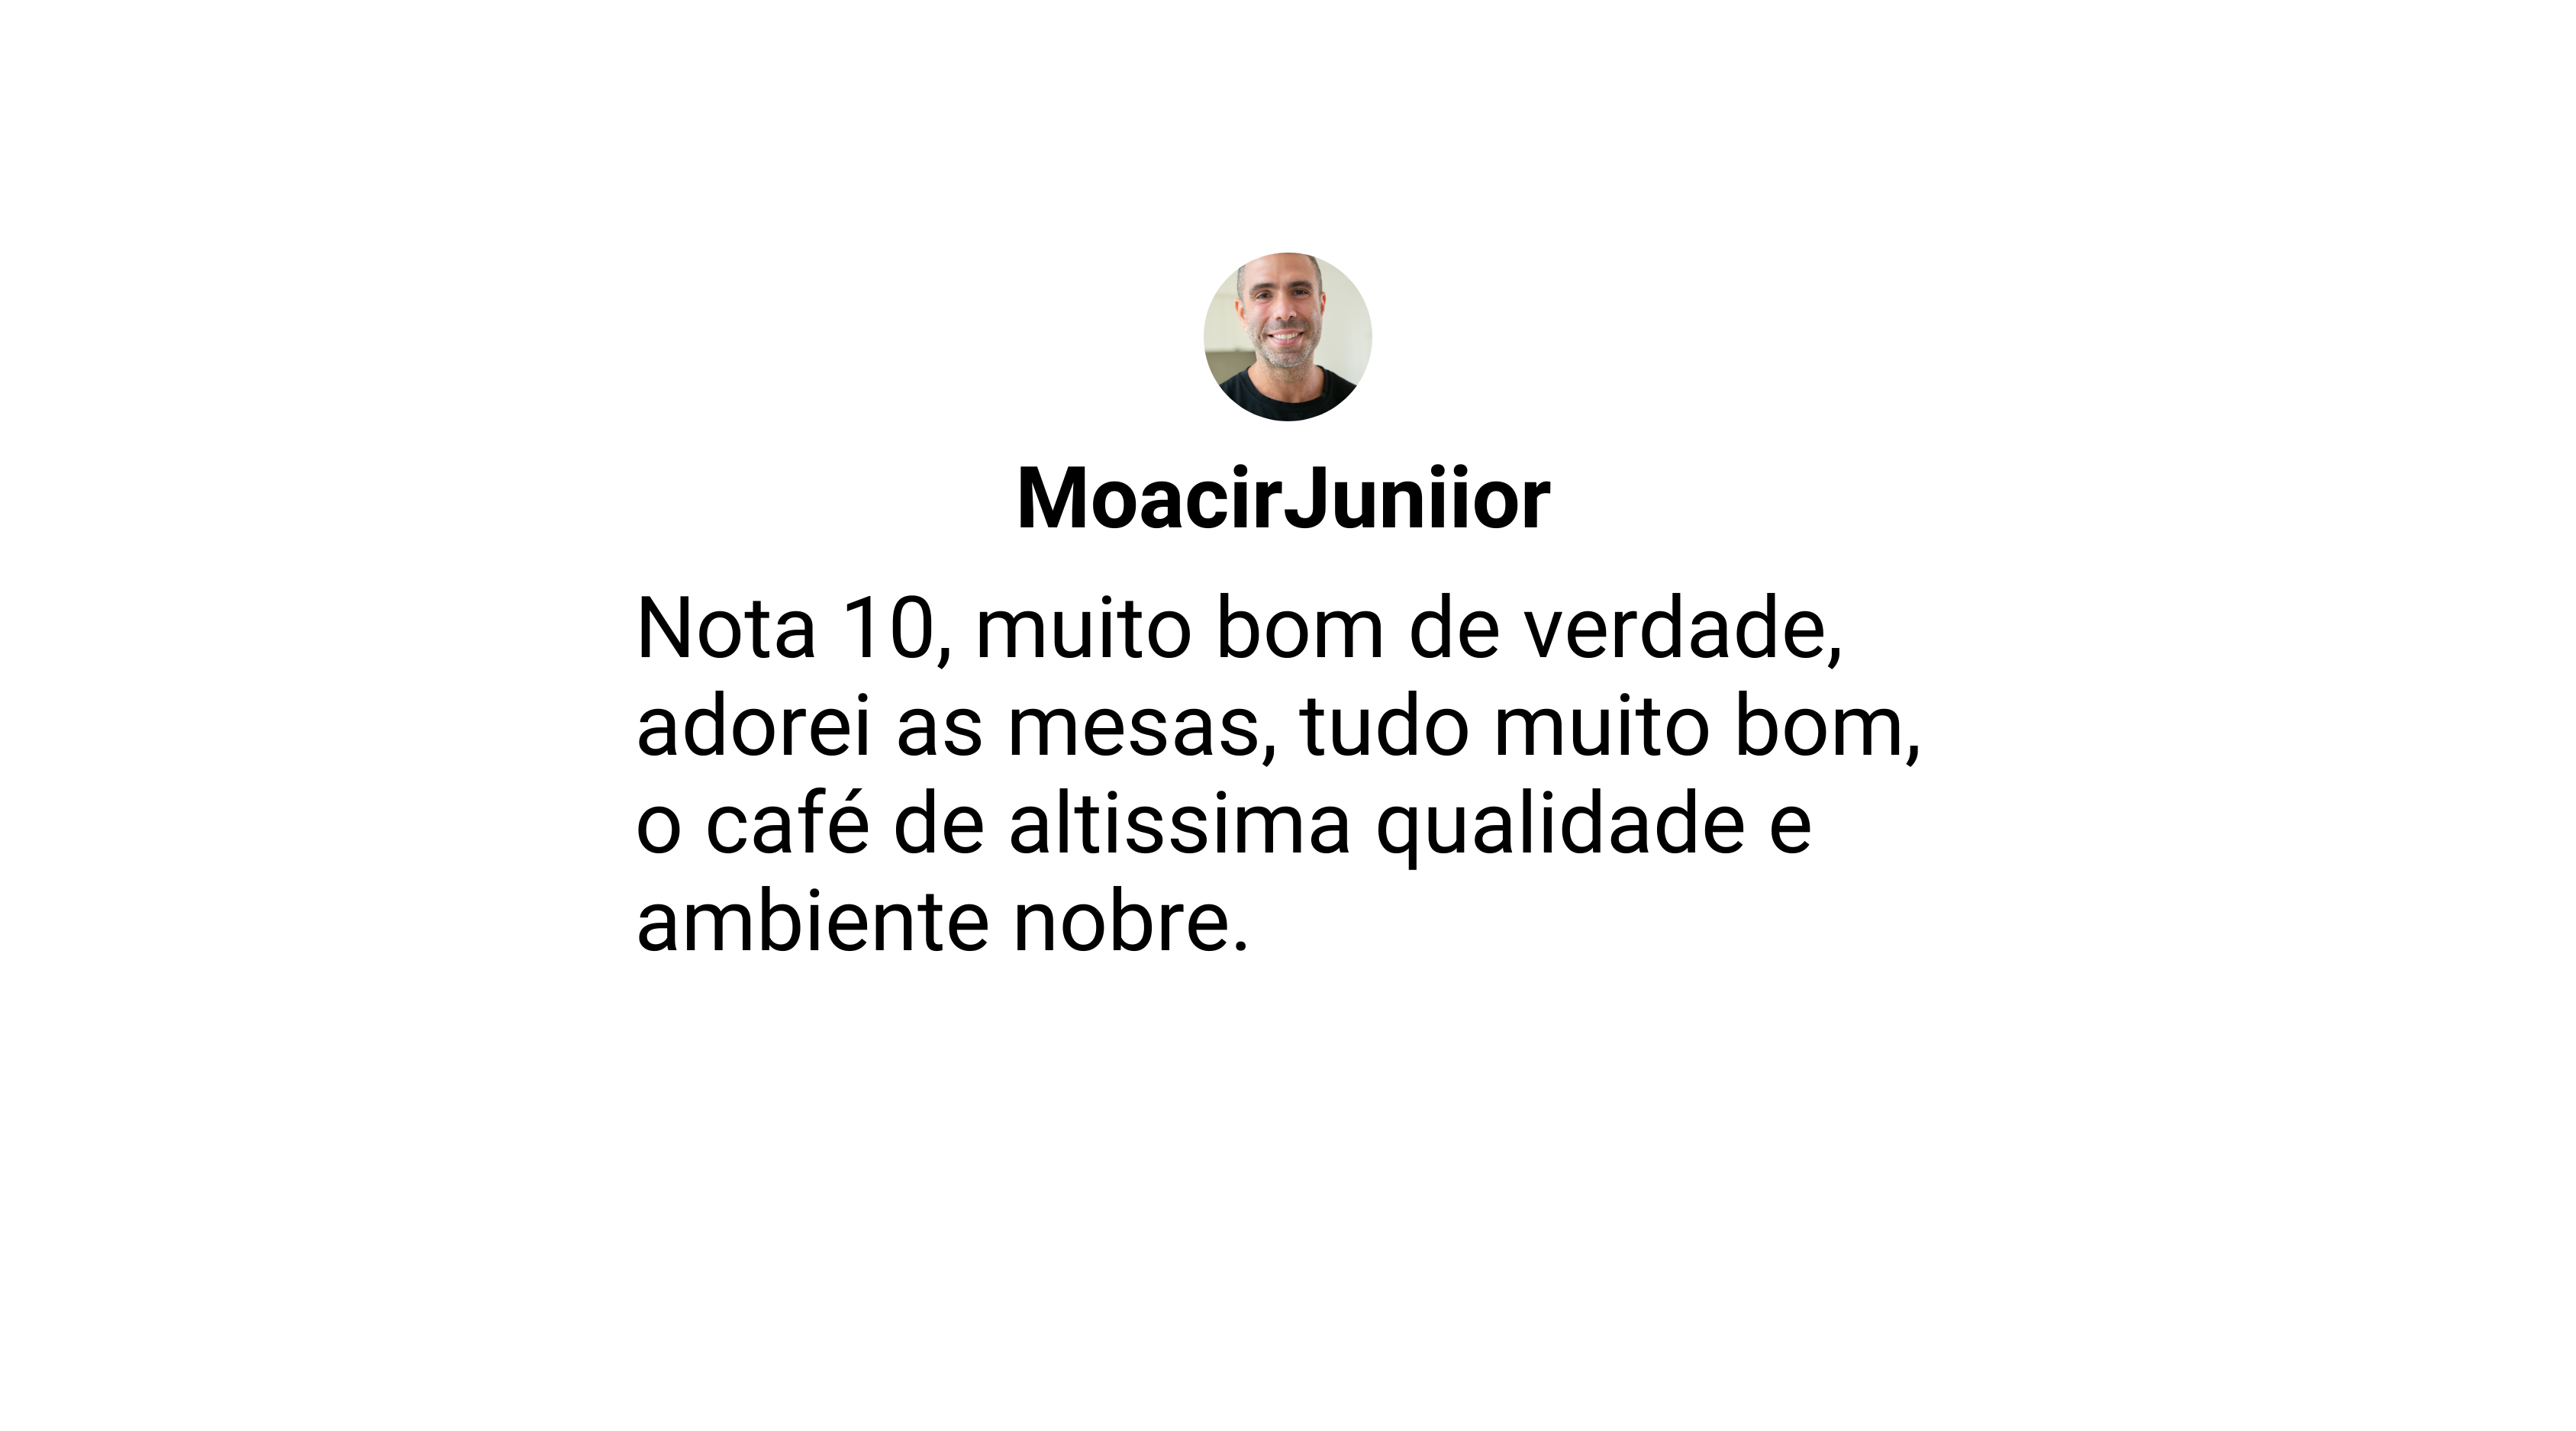 MoacirJuniior
Nota 10, muito bom de verdade,
adorei as mesas, tudo muito bom,
o café de altissima qualidade e
ambiente nobre.